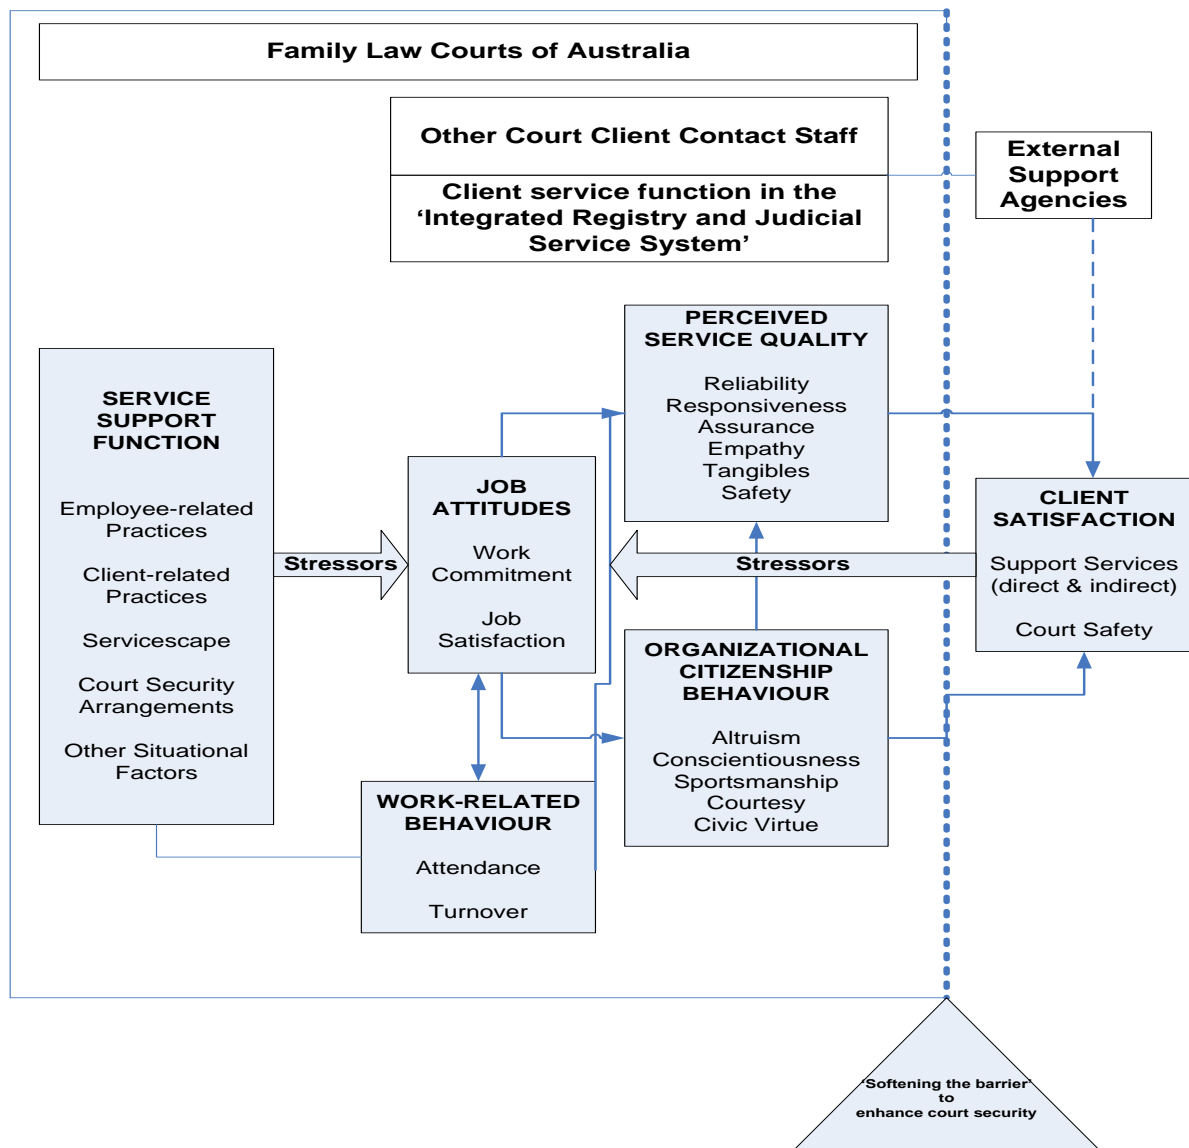 Family Law Courts of Australia
Other Court Client Contact Staff
Client service function in the
‘Integrated Registry and Judicial
Service System’
External
Support
Agencies
SERVICE
SUPPORT
FUNCTION
Employee-related
Practices
Client-related
Practices
Servicescape
Court Security
Arrangements
Other Situational
Factors
Stressors
JOB
ATTITUDES
Work
Commitment
Job
Satisfaction
WORK-RELATED
BEHAVIOUR
Attendance
Turnover
PERCEIVED
SERVICE QUALITY
Reliability
Responsiveness
Assurance
Empathy
Tangibles
Safety
Stressors
ORGANIZATIONAL
CITIZENSHIP
BEHAVIOUR
Altruism
Conscientiousness
Sportsmanship
Courtesy
Civic Virtue
CLIENT
SATISFACTION
Support Services
(direct & indirect)
Court Safety
‘Softening the barrier’
to
enhance court security